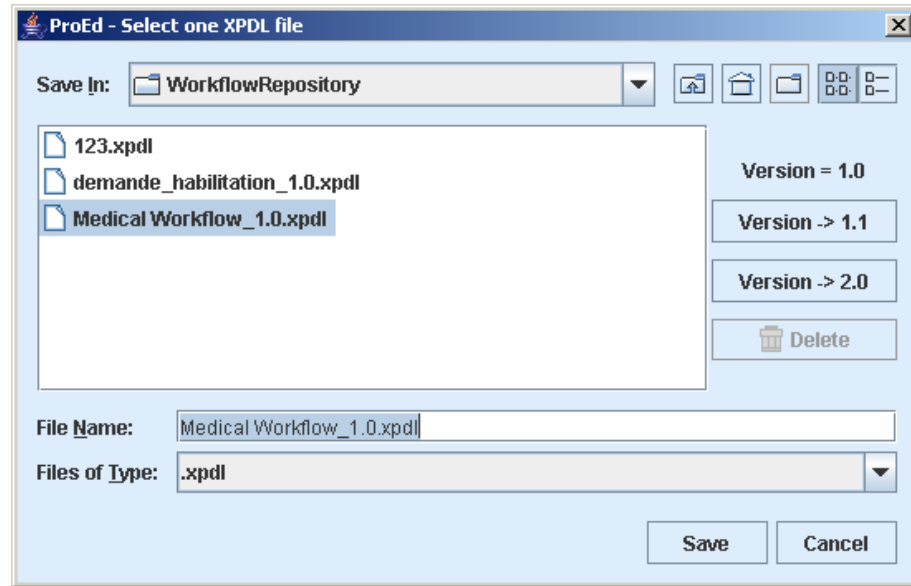 ProEd - Select one XPDL file
Save In: WorkflowRepository
123.xpdl
demande_habilitation_1.0.xpdl
Medical Workflow_1.0.xpdl
Version = 1.0
Version -> 1.1
Version -> 2.0
Delete
File Name: Medical Workflow_1.0.xpdl
Files of Type: .xpdl
Save Cancel